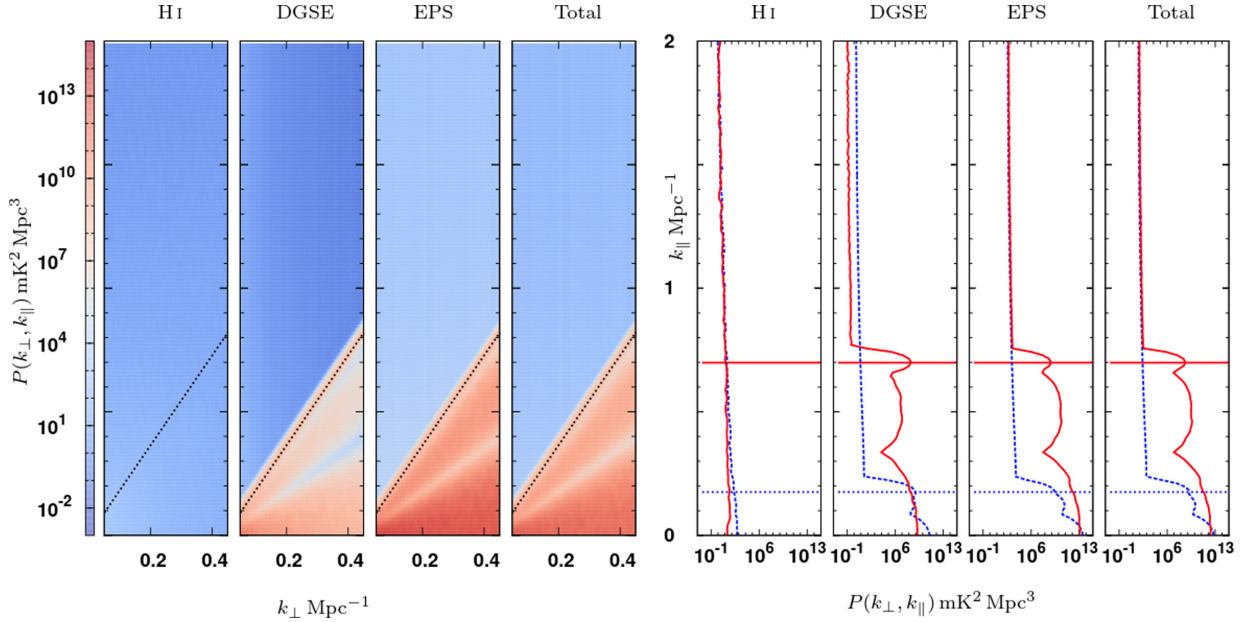 H I DGSE EPS Total H I DGSE EPS Total
10^13
10^10
10^7
10^4
10^1
10^-2
P(k⊥, k∥) mK^2 Mpc^3
0.2 0.4 0.2 0.4 0.2 0.4 0.2 0.4
k⊥ Mpc^-1
2
1
0
k∥ Mpc^-1
10^-1 10^6 10^13 10^-1 10^6 10^13 10^-1 10^6 10^13 10^-1 10^6 10^13
P(k⊥, k∥) mK^2 Mpc^3